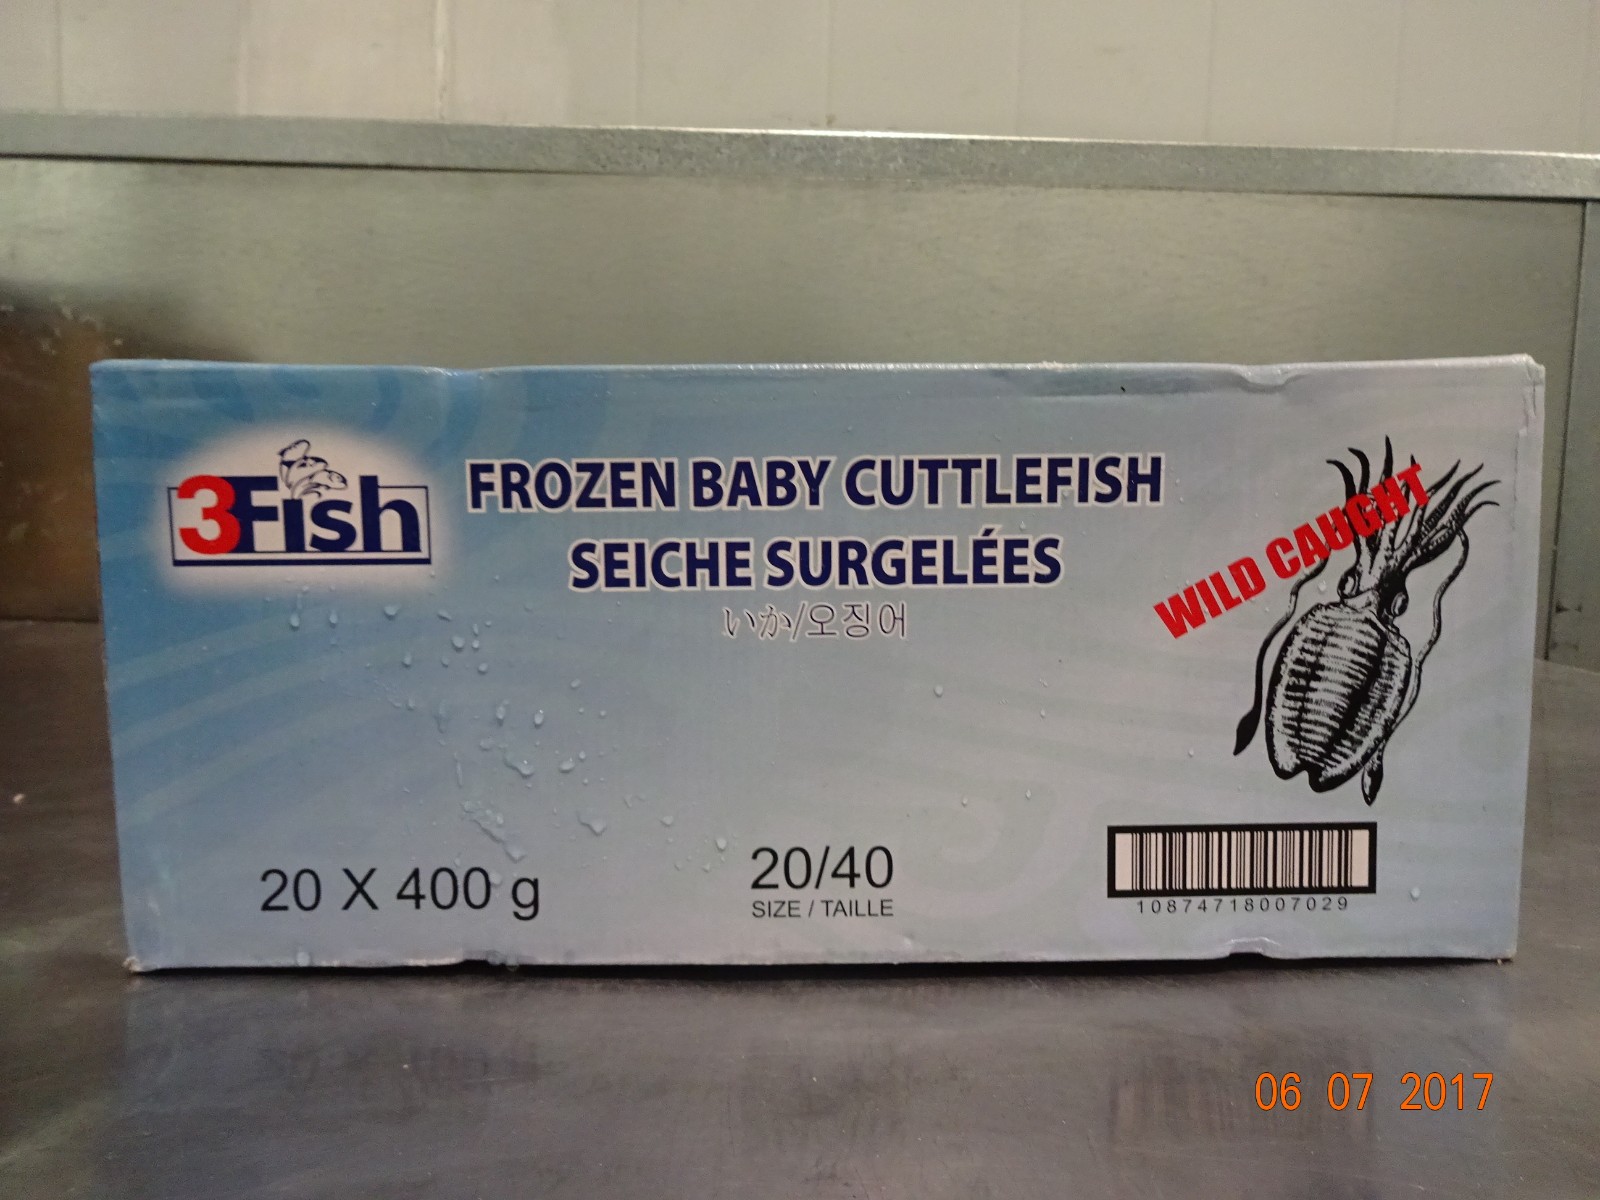 3Fish
FROZEN BABY CUTTLEFISH
SEICHE SURGELÉES
いか/오징어
WILD CAUGHT
20 X 400 g
20/40
SIZE / TAILLE
10874718007029
06 07 2017